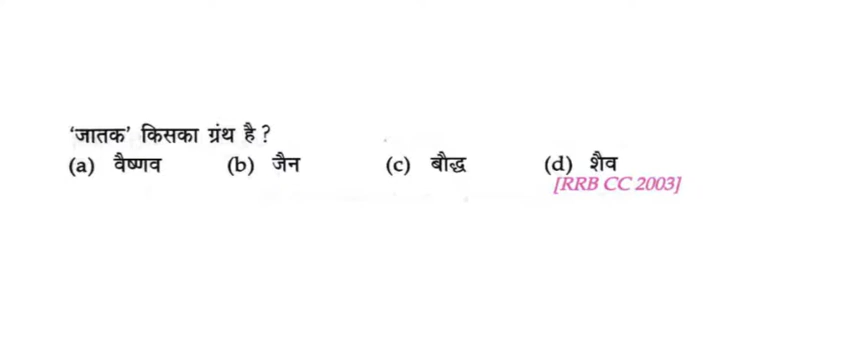 ‘जातक’ किसका ग्रंथ है ?
(a) वैष्णव (b) जैन (c) बौद्ध (d) शैव
[RRB CC 2003]